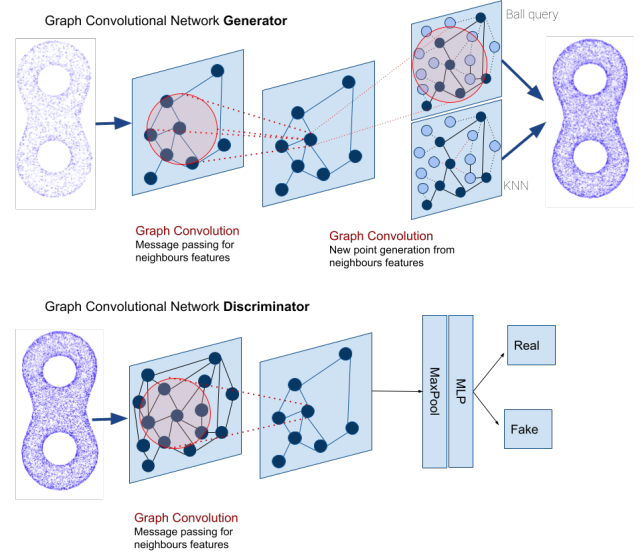 Graph Convolutional Network Generator
Ball query
KNN
Graph Convolution
Message passing for
neighbours features
Graph Convolution
New point generation from
neighbours features
Graph Convolutional Network Discriminator
MaxPool
MLP
Real
Fake
Graph Convolution
Message passing for
neighbours features